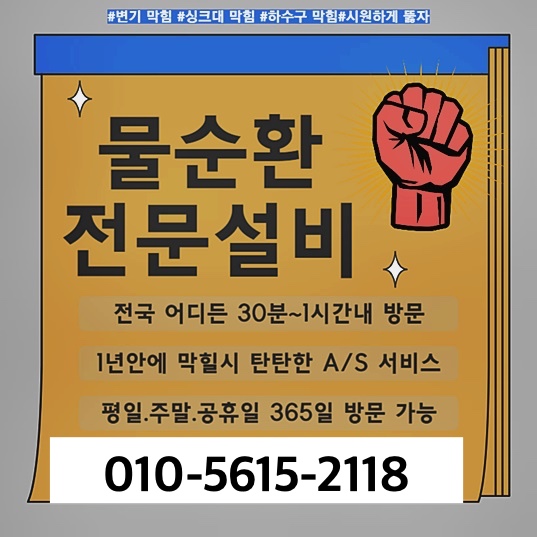 #변기 막힘 #싱크대 막힘 #하수구 막힘#시원하게 뚫자
물순환
전문설비
전국 어디든 30분~1시간내 방문
1년안에 막힐시 탄탄한 A/S 서비스
평일.주말.공휴일 365일 방문 가능
010-5615-2118